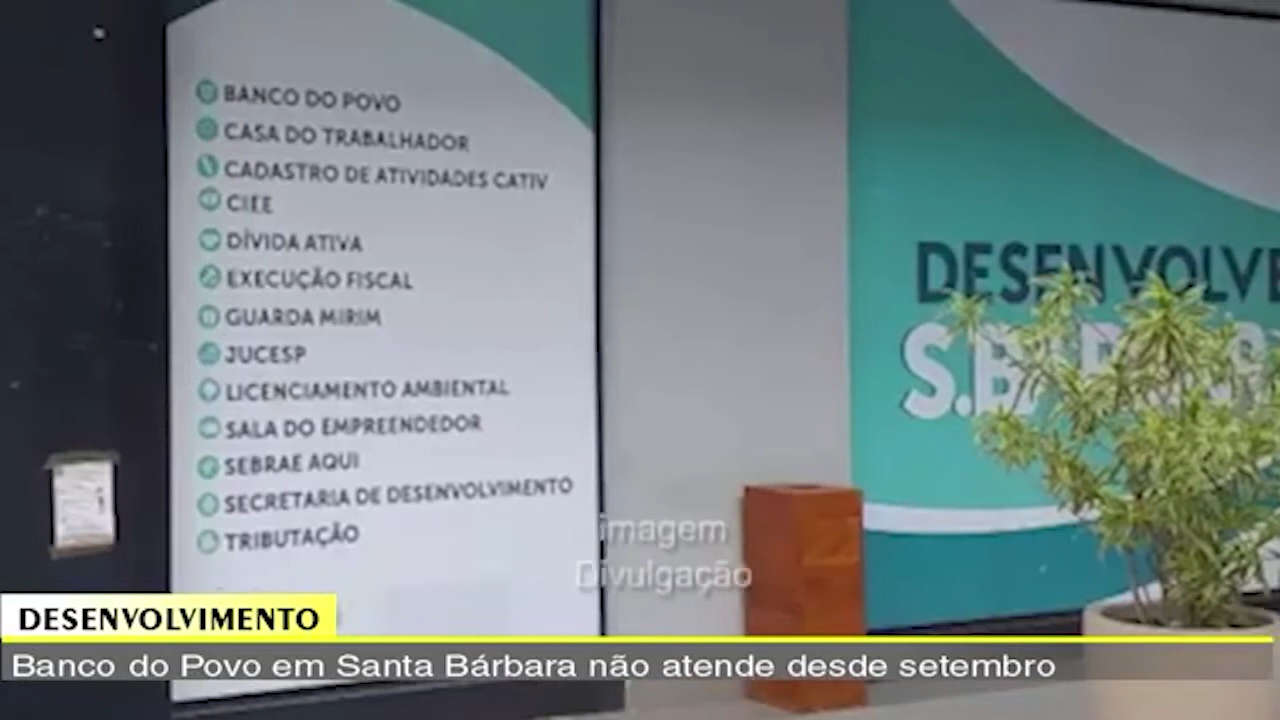 BANCO DO POVO
CASA DO TRABALHADOR
CADASTRO DE ATIVIDADES CATIV
CIEE
DÍVIDA ATIVA
EXECUÇÃO FISCAL
GUARDA MIRIM
JUCESP
LICENCIAMENTO AMBIENTAL
SALA DO EMPREENDEDOR
SEBRAE AQUI
SECRETARIA DE DESENVOLVIMENTO
TRIBUTAÇÃO
DESENVOLVE
imagem
Divulgação
DESENVOLVIMENTO
Banco do Povo em Santa Bárbara não atende desde setembro